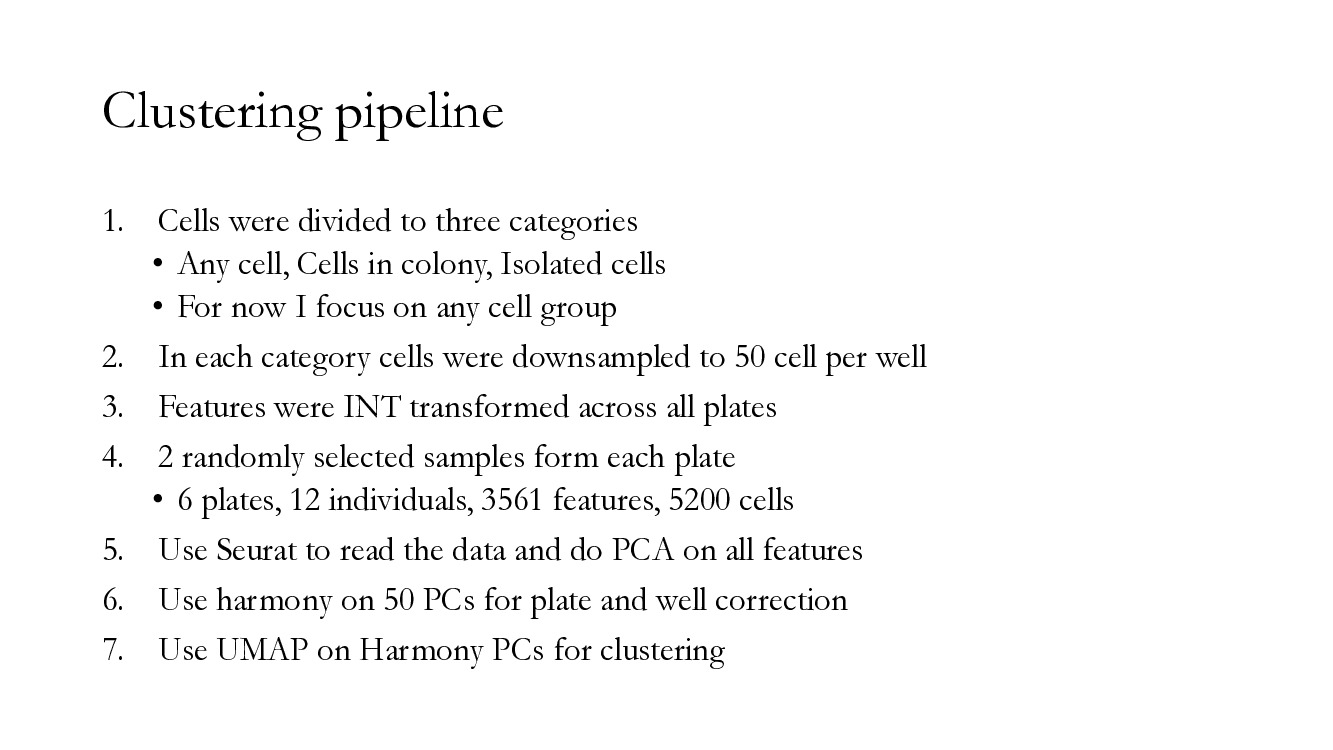 Clustering pipeline
1. Cells were divided to three categories
• Any cell, Cells in colony, Isolated cells
• For now I focus on any cell group
2. In each category cells were downsampled to 50 cell per well
3. Features were INT transformed across all plates
4. 2 randomly selected samples form each plate
• 6 plates, 12 individuals, 3561 features, 5200 cells
5. Use Seurat to read the data and do PCA on all features
6. Use harmony on 50 PCs for plate and well correction
7. Use UMAP on Harmony PCs for clustering